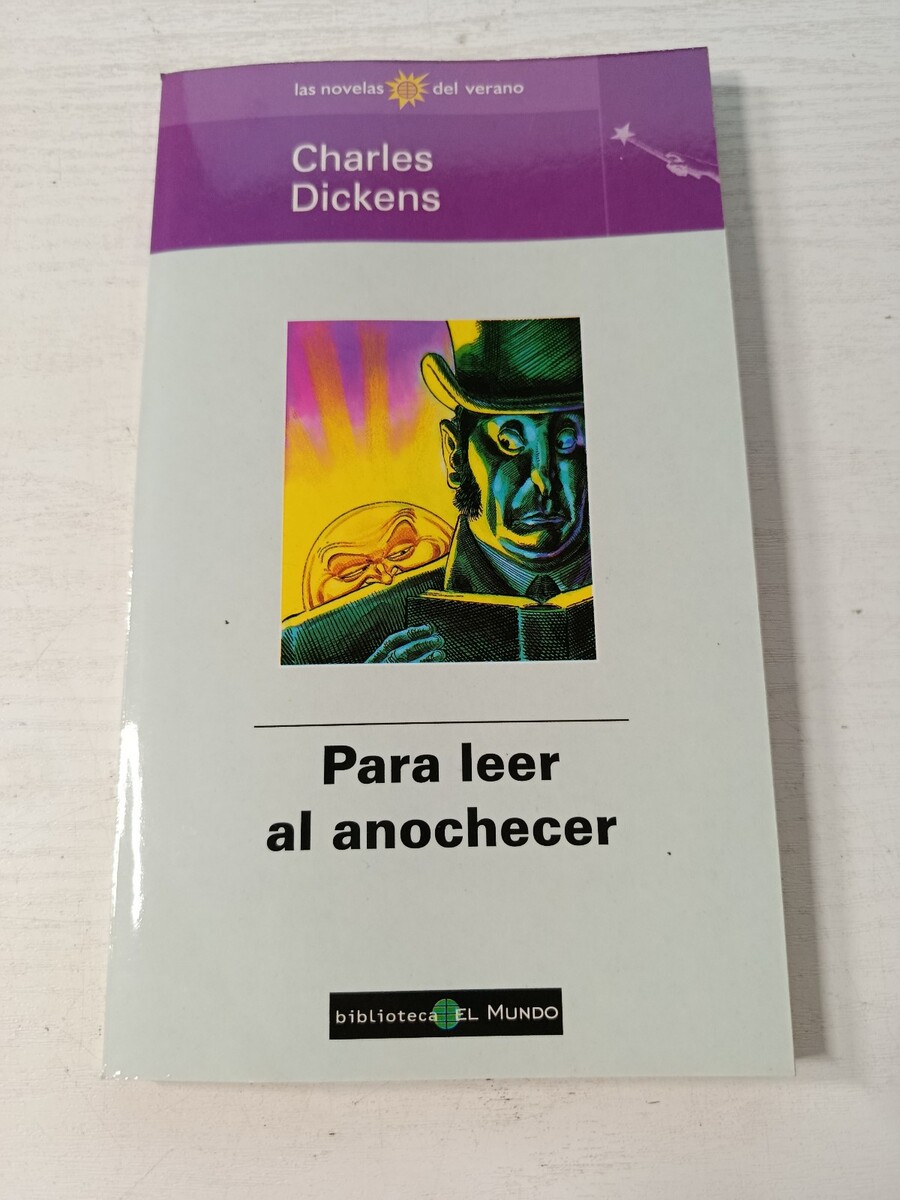 las novelas del verano
Charles
Dickens
Para leer
al anochecer
biblioteca EL MUNDO